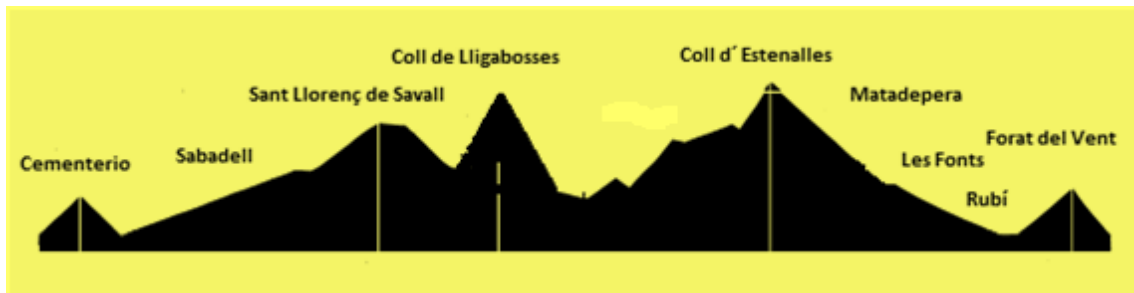 Cementerio
Sabadell
Sant Llorenç de Savall
Coll de Lligabosses
Coll d´ Estenalles
Matadepera
Les Fonts
Rubí
Forat del Vent